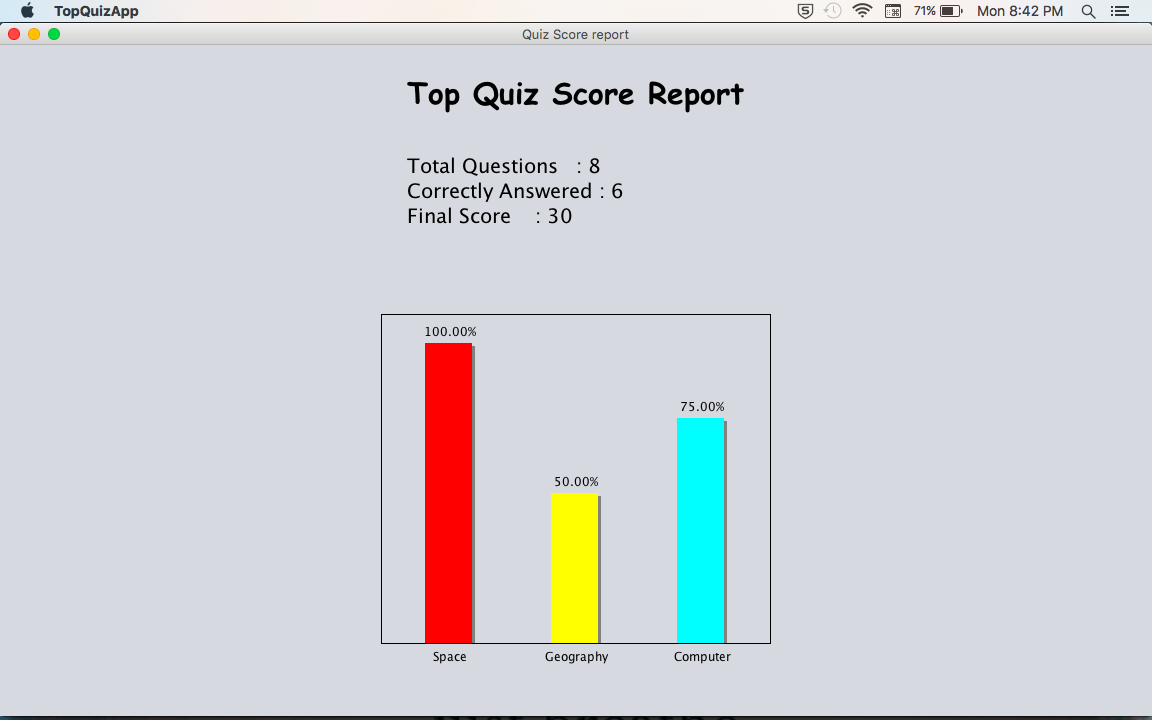 TopQuizApp
71%
Mon 8:42 PM
Quiz Score report
Top Quiz Score Report
Total Questions : 8
Correctly Answered : 6
Final Score : 30
100.00%
75.00%
50.00%
Space
Geography
Computer